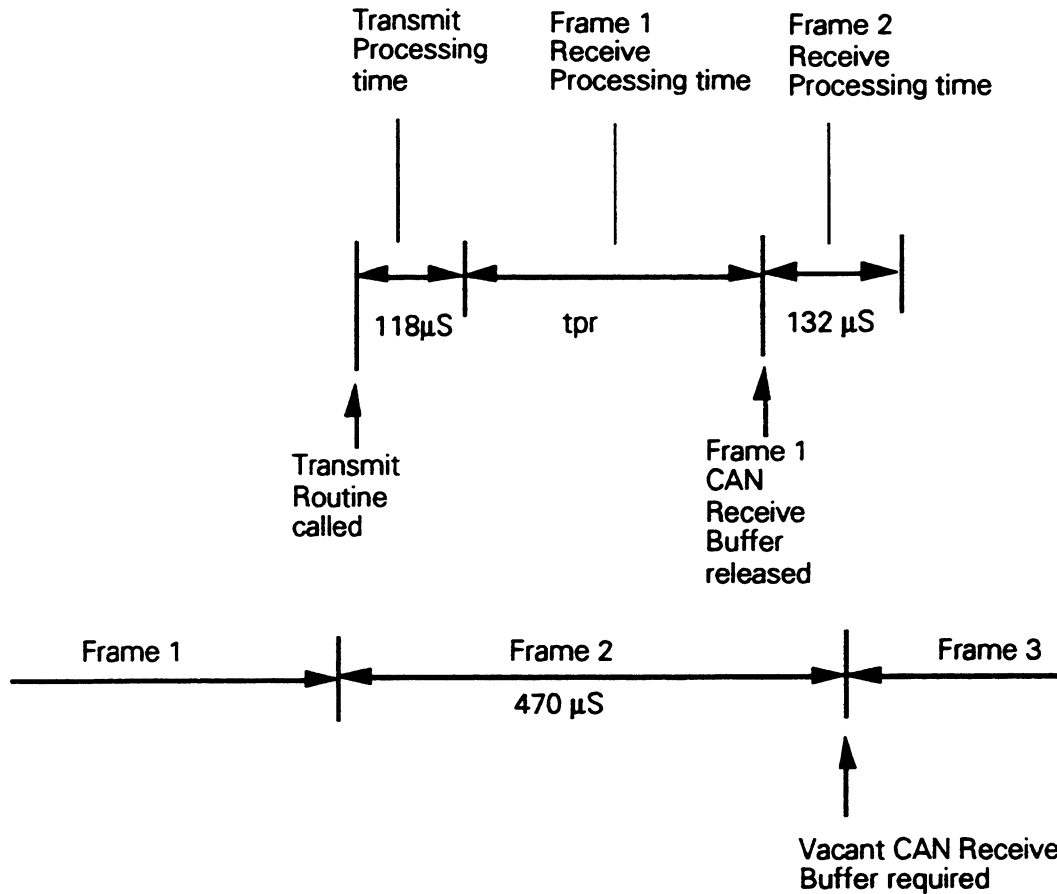 Transmit
Processing
time
Frame 1
Receive
Processing time
Frame 2
Receive
Processing time
118μS
tpr
132 μS
Transmit
Routine
called
Frame 1
CAN
Receive
Buffer
released
Frame 1
Frame 2
Frame 3
470 μS
Vacant CAN Receive
Buffer required